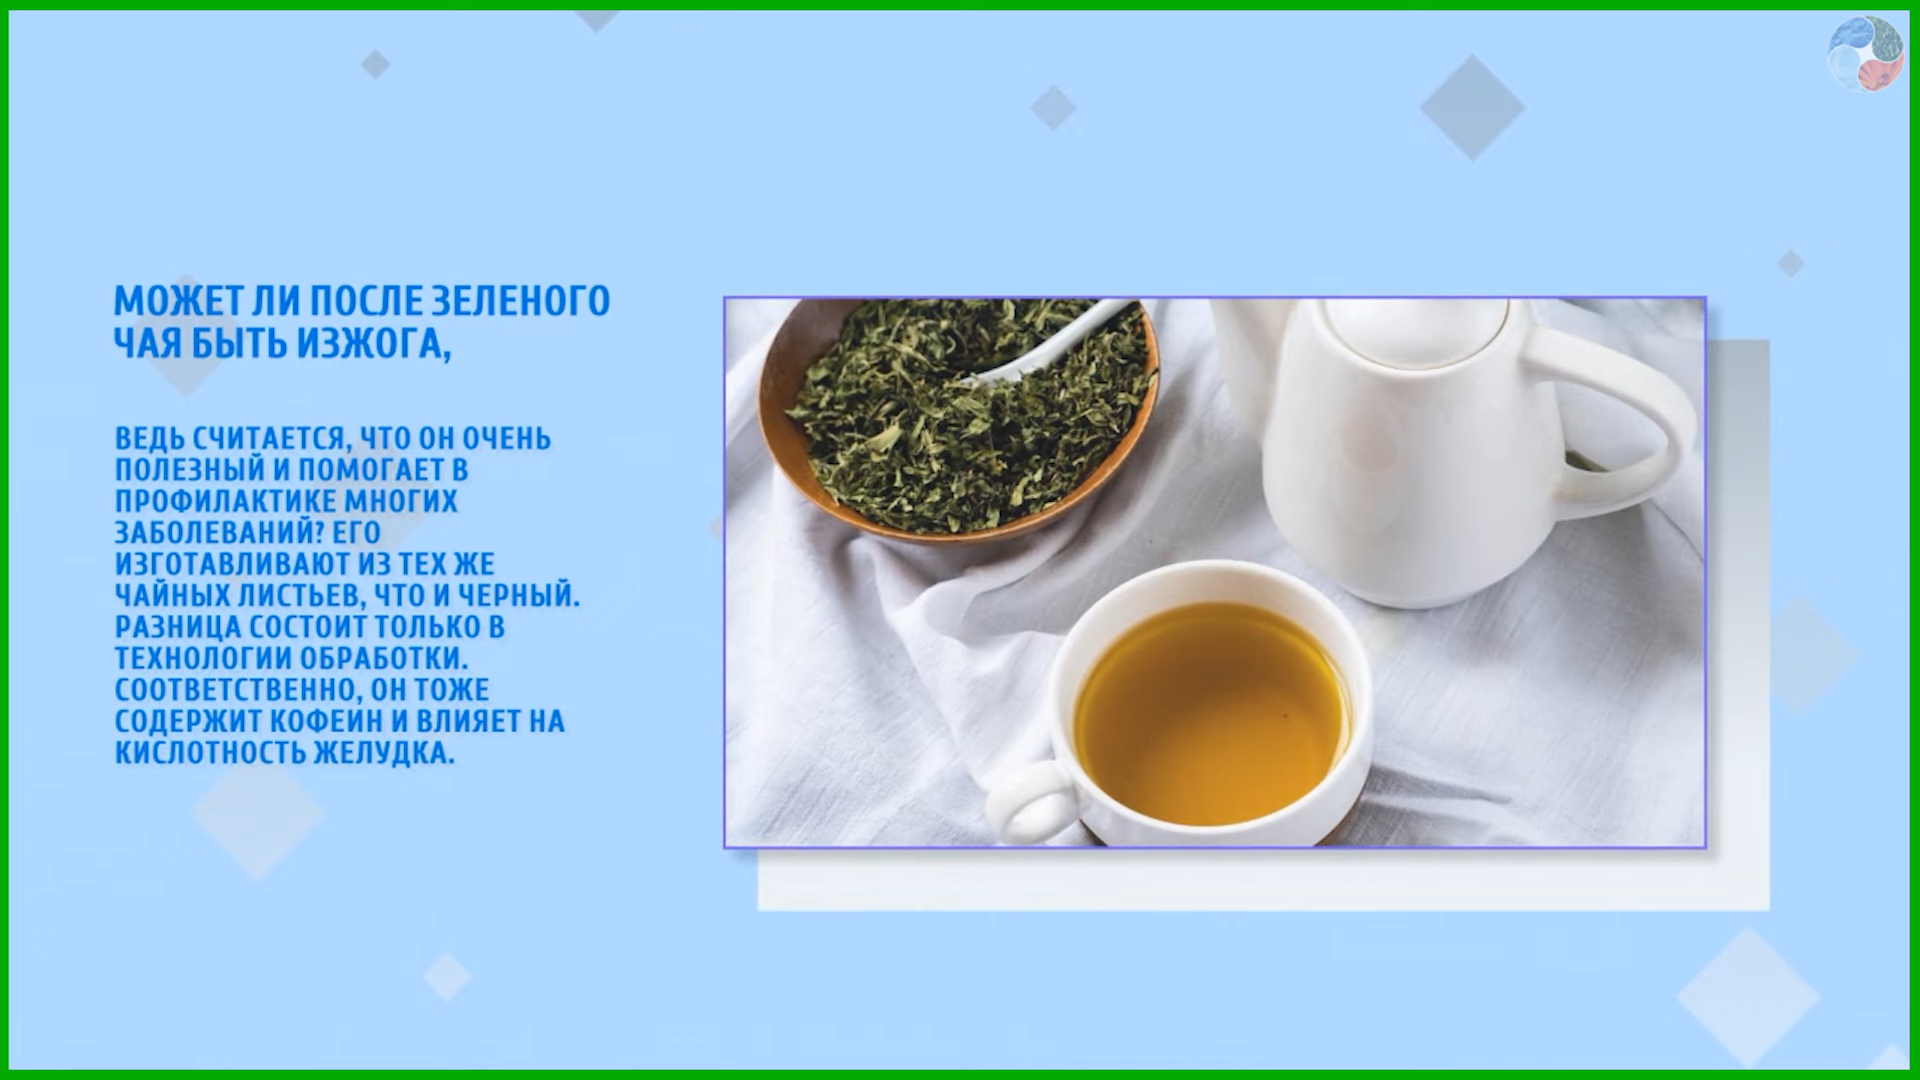 МОЖЕТ ЛИ ПОСЛЕ ЗЕЛЕНОГО
ЧАЯ БЫТЬ ИЗЖОГА,
ВЕДЬ СЧИТАЕТСЯ, ЧТО ОН ОЧЕНЬ
ПОЛЕЗНЫЙ И ПОМОГАЕТ В
ПРОФИЛАКТИКЕ МНОГИХ
ЗАБОЛЕВАНИЙ? ЕГО
ИЗГОТАВЛИВАЮТ ИЗ ТЕХ ЖЕ
ЧАЙНЫХ ЛИСТЬЕВ, ЧТО И ЧЕРНЫЙ.
РАЗНИЦА СОСТОИТ ТОЛЬКО В
ТЕХНОЛОГИИ ОБРАБОТКИ.
СООТВЕТСТВЕННО, ОН ТОЖЕ
СОДЕРЖИТ КОФЕИН И ВЛИЯЕТ НА
КИСЛОТНОСТЬ ЖЕЛУДКА.